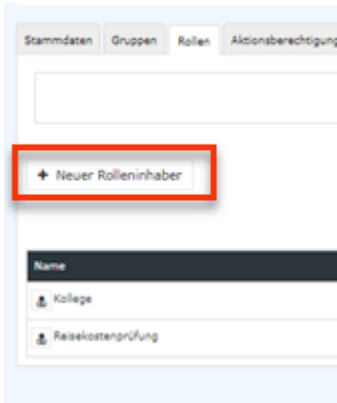 Stammdaten Gruppen Rollen Aktionsberechtigung
+ Neuer Rolleninhaber
Name
Kollege
Reisekostenprüfung